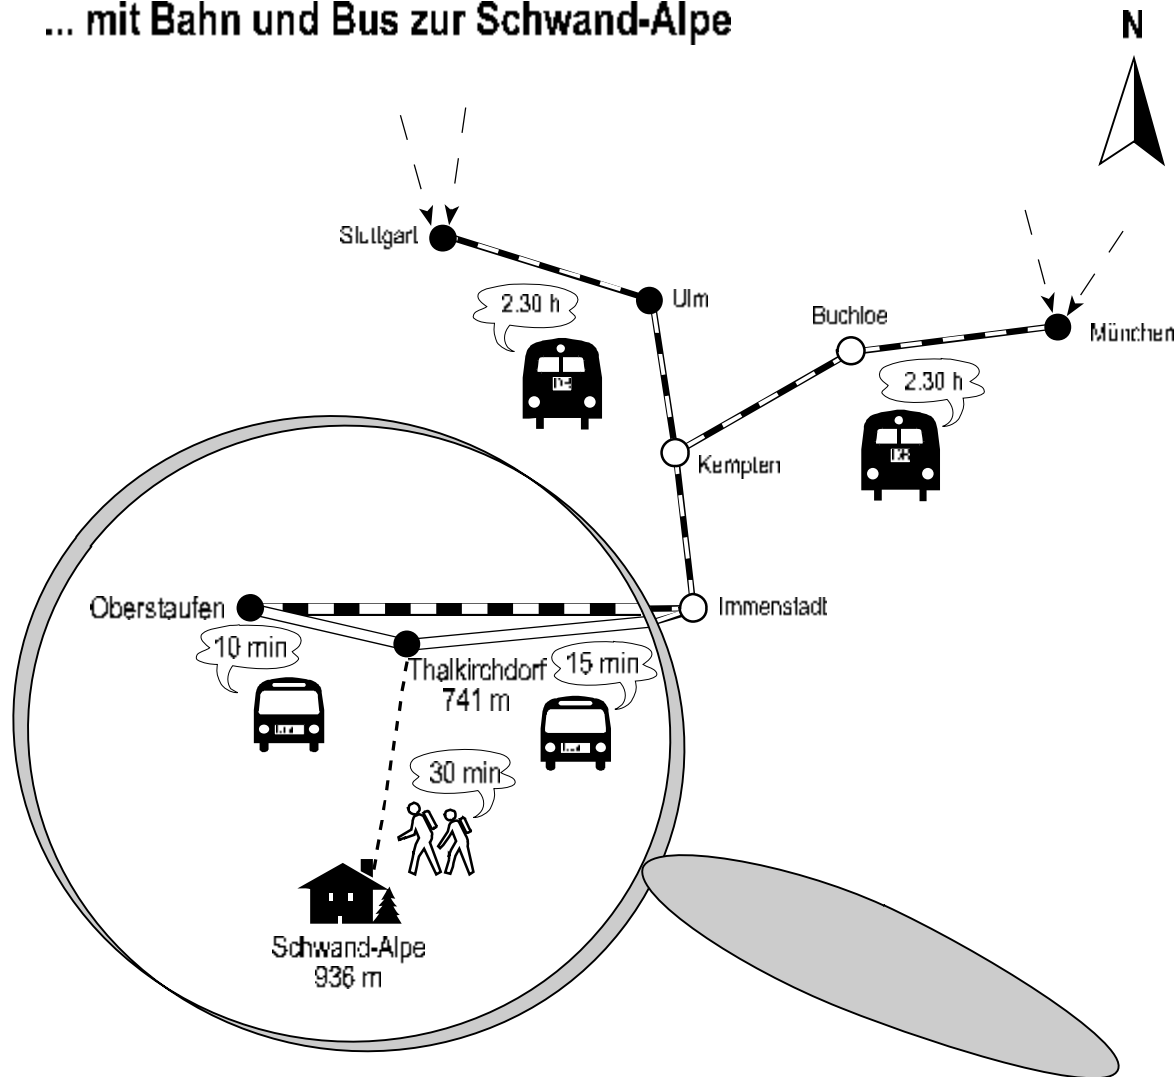 ... mit Bahn und Bus zur Schwand-Alpe
N
Stuttgart
Ulm
2.30 h
Buchloe
München
2.30 h
DB
Kempten
Oberstaufen
Immenstadt
10 min
Thalkirchdorf
741 m
15 min
30 min
Schwand-Alpe
936 m